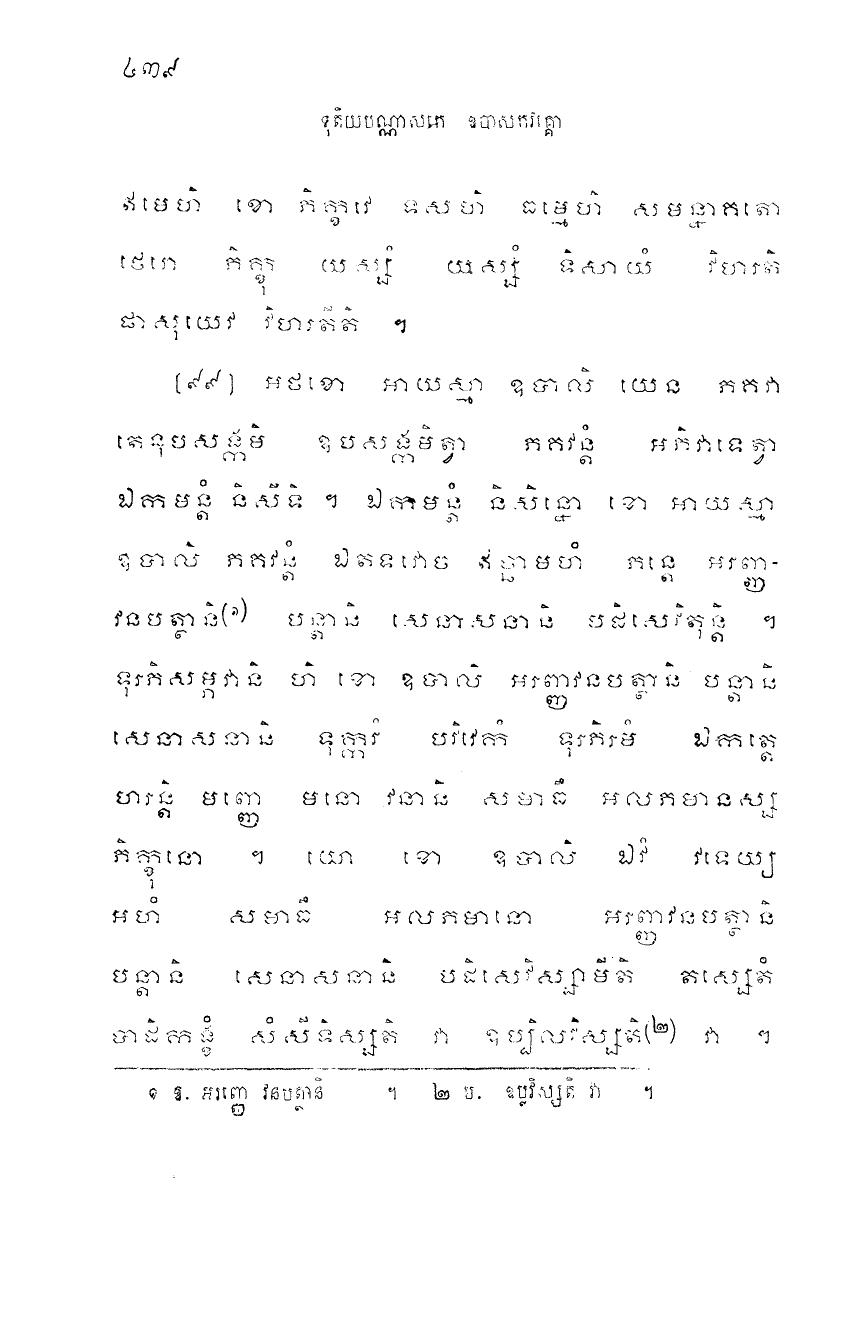 ៤៣៩
ទុតិយបណ្ណាសកេ ឧបាសកវគ្គោ
ឥមេហិ ខោ ភិក្ខវេ ទសហិ ធម្មេហិ សមន្នាគតោ
ថេរោ ភិក្ខុ យស្សំ យស្សំ ទិសាយំ វិហរតិ
ផាសុយេវ វិហរតីតិ ។
(៩៩) អថខោ អាយស្មា ឧបាលិ យេន ភគវា
តេនុបសង្កមិ ឧបសង្កមិត្វា ភគវន្តំ អភិវាទេត្វា
ឯកមន្តំ និសីទិ ។ ឯកមន្តំ និសិន្នោ ខោ អាយស្មា
ឧបាលិ ភគវន្តំ ឯតទវោច ឥច្ឆាមហំ ភន្តេ អរញ្ញ-
វនបត្ថានិ(១) បន្តានិ សេនាសនានិ បដិសេវិតុន្តិ ។
ទុរភិសម្ភវានិ ហិ ខោ ឧបាលិ អរញ្ញវនបត្ថានិ បន្តានិ
សេនាសនានិ ទុក្ករំ បវិវេកំ ទុរភិរមំ ឯកត្តេ
ហរន្តិ មញ្ញេ មនោ វនានិ សមាធឹ អលភមានស្ស
ភិក្ខុនោ ។ យោ ខោ ឧបាលិ ឯវំ វទេយ្យ
អហំ សមាធឹ អលភមានោ អរញ្ញវនបត្ថានិ
បន្តានិ សេនាសនានិ បដិសេវិស្សាមីតិ តស្សេតំ
បាដិកង្ខំ សំសីទិស្សតិ វា ឧប្បិលវិស្សតិ(២) វា ។
១ ឱ. អរញ្ញេ វនបត្ថានិ ។ ២ ប. ឧប្លវិស្សតិ វា ។